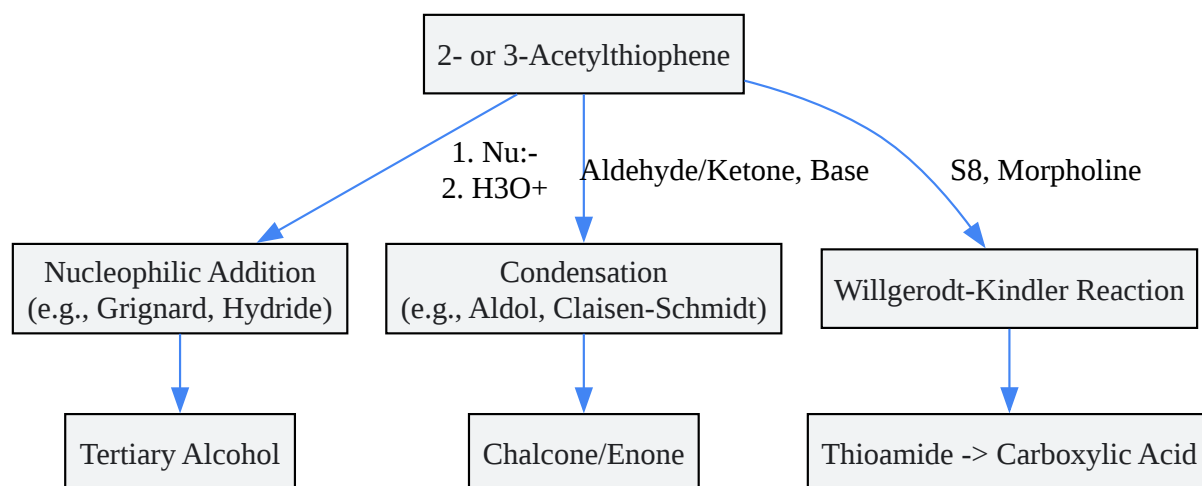 2- or 3-Acetylthiophene
1. Nu:-
2. H3O+
Aldehyde/Ketone, Base
S8, Morpholine
Nucleophilic Addition
(e.g., Grignard, Hydride)
Condensation
(e.g., Aldol, Claisen-Schmidt)
Willgerodt-Kindler Reaction
Tertiary Alcohol
Chalcone/Enone
Thioamide -> Carboxylic Acid